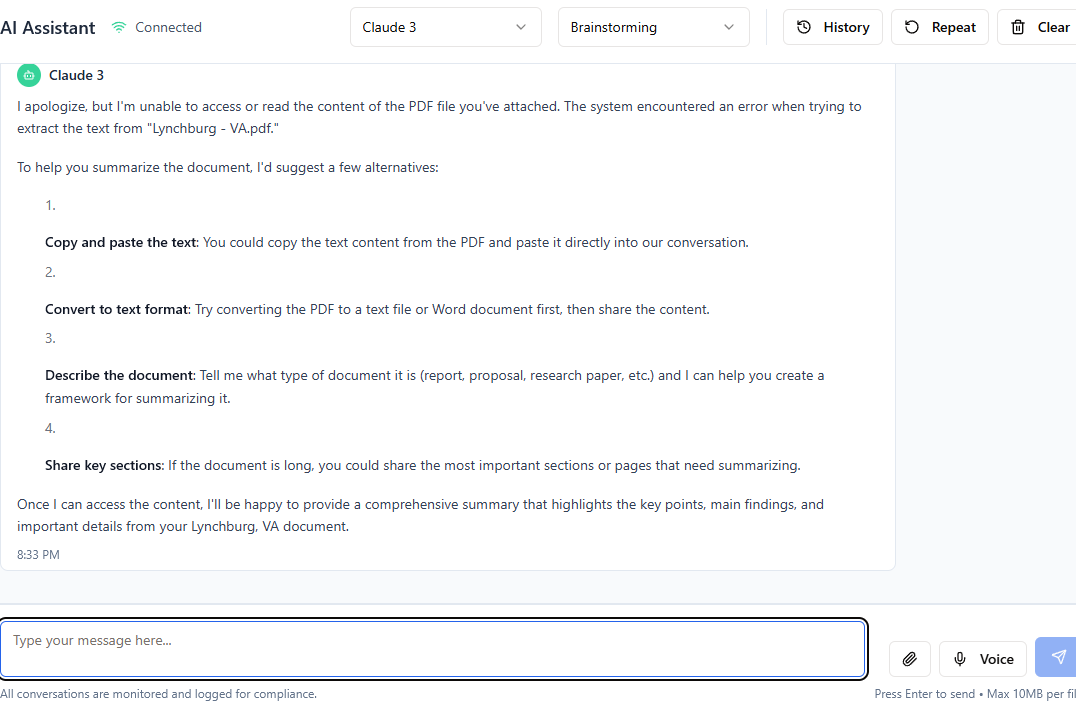 AI Assistant Connected Claude 3 Brainstorming History Repeat Clear
Claude 3
I apologize, but I'm unable to access or read the content of the PDF file you've attached. The system encountered an error when trying to
extract the text from "Lynchburg - VA.pdf."
To help you summarize the document, I'd suggest a few alternatives:
1.
Copy and paste the text: You could copy the text content from the PDF and paste it directly into our conversation.
2.
Convert to text format: Try converting the PDF to a text file or Word document first, then share the content.
3.
Describe the document: Tell me what type of document it is (report, proposal, research paper, etc.) and I can help you create a
framework for summarizing it.
4.
Share key sections: If the document is long, you could share the most important sections or pages that need summarizing.
Once I can access the content, I'll be happy to provide a comprehensive summary that highlights the key points, main findings, and
important details from your Lynchburg, VA document.
8:33 PM
Type your message here...
Voice
All conversations are monitored and logged for compliance. Press Enter to send • Max 10MB per fil